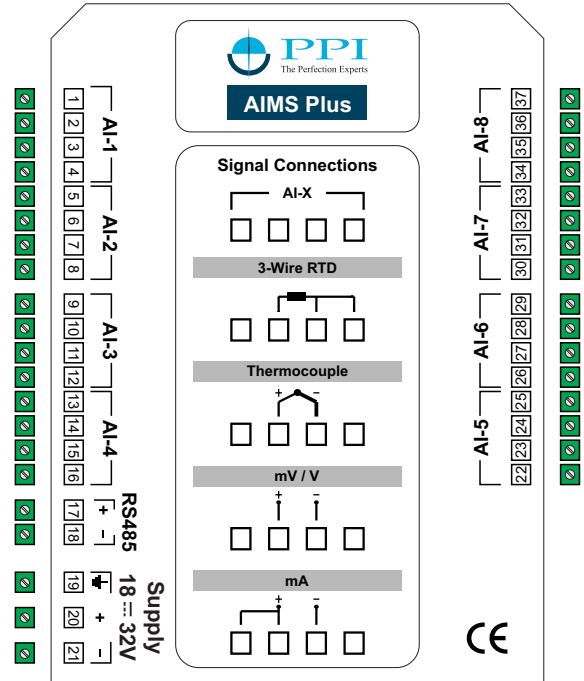 PPI
The Perfection Experts
AIMS Plus
Signal Connections
AI-X
3-Wire RTD
Thermocouple
+ −
mV / V
+ −
mA
+ −
1
2
3
4
AI-1
5
6
7
8
AI-2
9
10
11
12
AI-3
13
14
15
16
AI-4
17 +
18 −
RS485
19
20 +
21 −
Supply
18 ⎓ 32V
37
36
35
34
AI-8
33
32
31
30
AI-7
29
28
27
26
AI-6
25
24
23
22
AI-5
CE